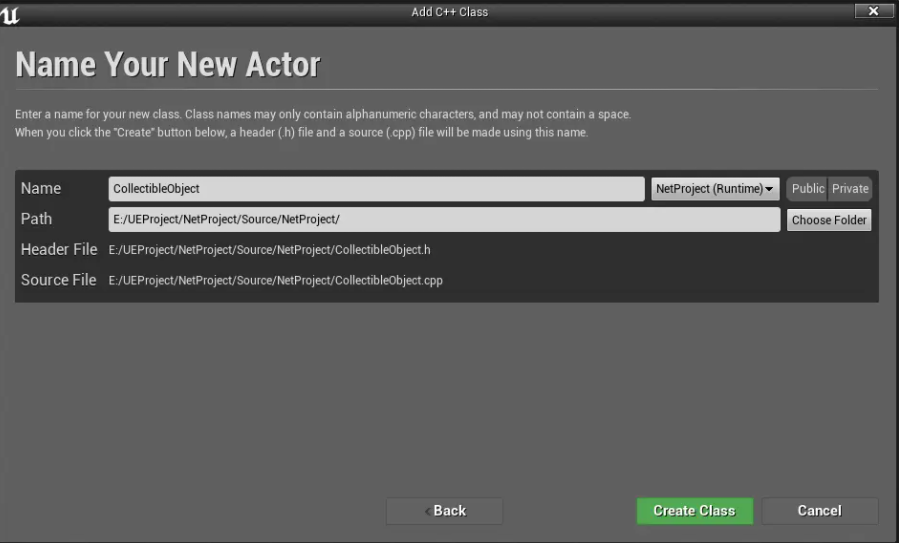 Add C++ Class
Name Your New Actor
Enter a name for your new class. Class names may only contain alphanumeric characters, and may not contain a space.
When you click the "Create" button below, a header (.h) file and a source (.cpp) file will be made using this name.
Name CollectibleObject NetProject (Runtime) Public Private
Path E:/UEProject/NetProject/Source/NetProject/ Choose Folder
Header File E:/UEProject/NetProject/Source/NetProject/CollectibleObject.h
Source File E:/UEProject/NetProject/Source/NetProject/CollectibleObject.cpp
Back Create Class Cancel